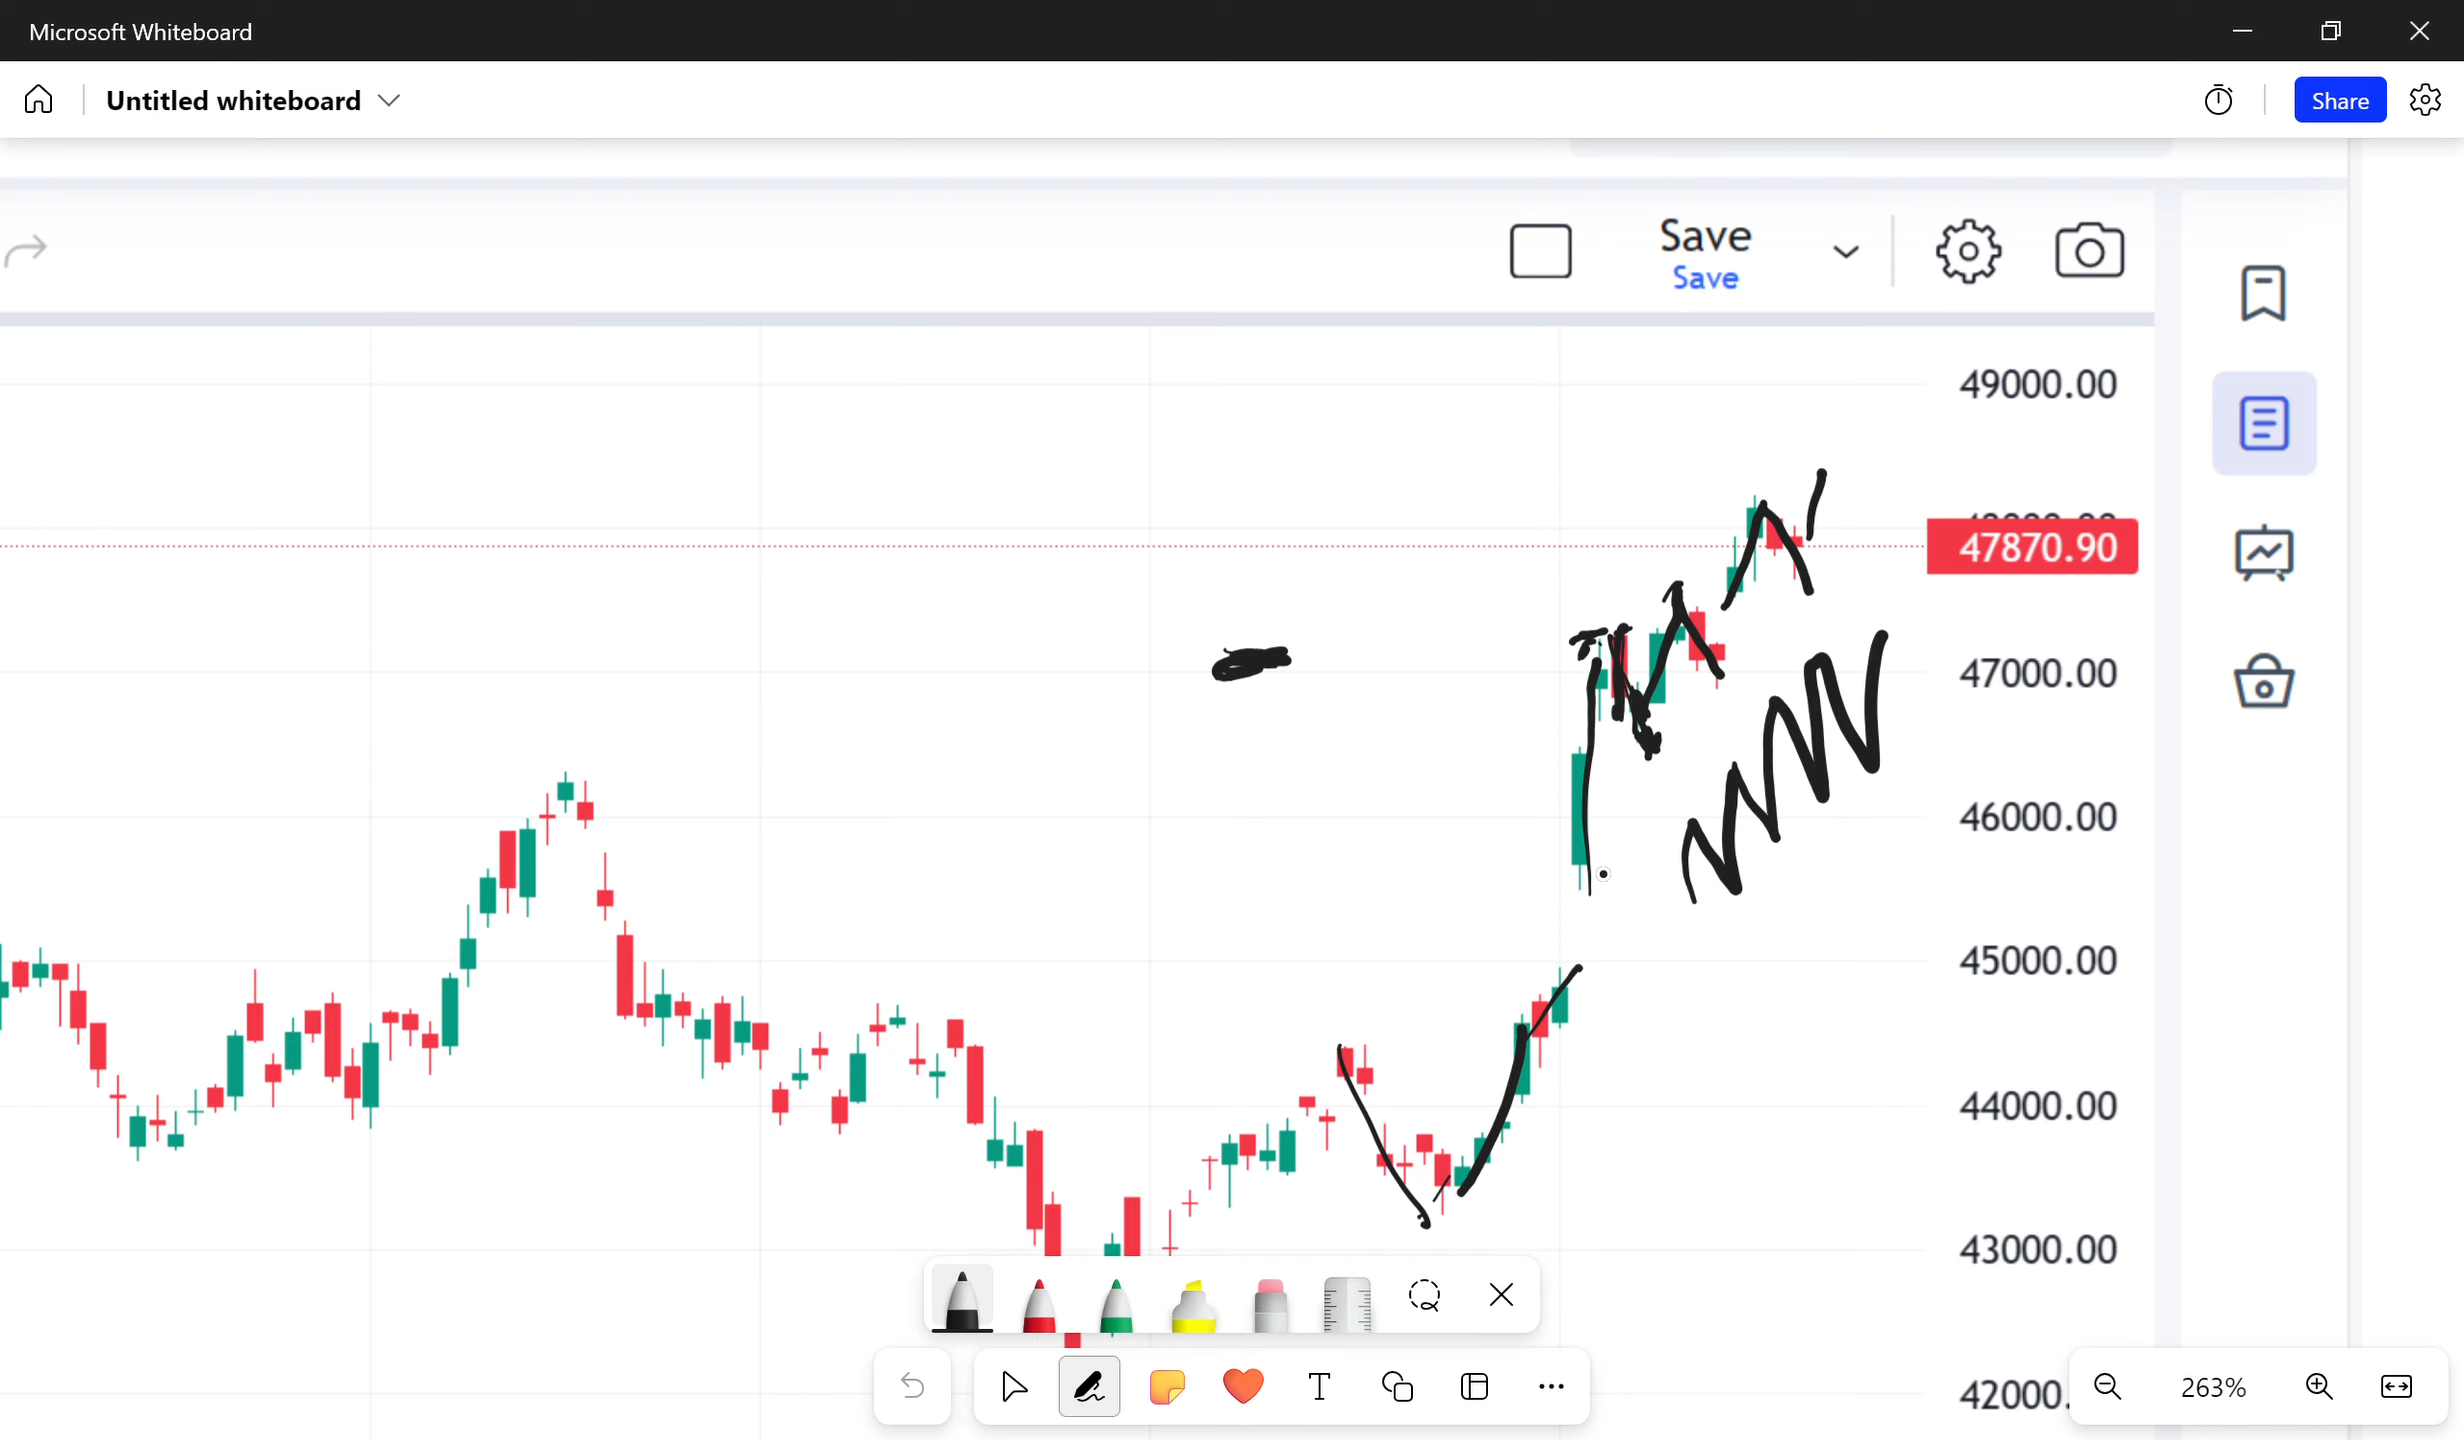 Microsoft Whiteboard
Untitled whiteboard
Share
Save
Save
49000.00
47870.90
47000.00
46000.00
45000.00
44000.00
43000.00
42000.
263%
T